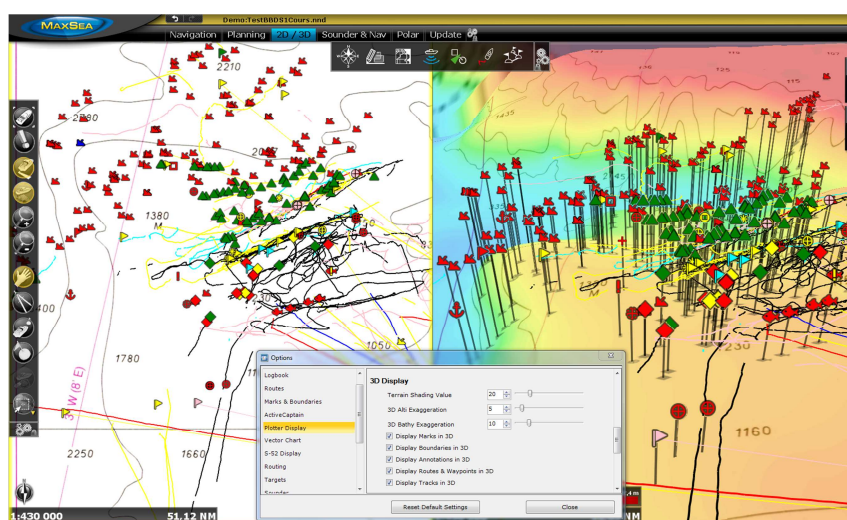 MAXSEA
Demo:TestBBDS1Cours.nnd
Navigation Planning 2D / 3D Sounder & Nav Polar Update
2210
115
2047
1380
M
1050
1780
2250
1660
1230
1160
1:430 000
51,12 NM
NM
Options
Logbook
Routes
Marks & Boundaries
ActiveCaptain
Plotter Display
Vector Chart
S-52 Display
Routing
Targets
Sounder
3D Display
Terrain Shading Value 20
3D Alti Exaggeration 5
3D Bathy Exaggeration 10
Display Marks in 3D
Display Boundaries in 3D
Display Annotations in 3D
Display Routes & Waypoints in 3D
Display Tracks in 3D
Reset Default Settings
Close